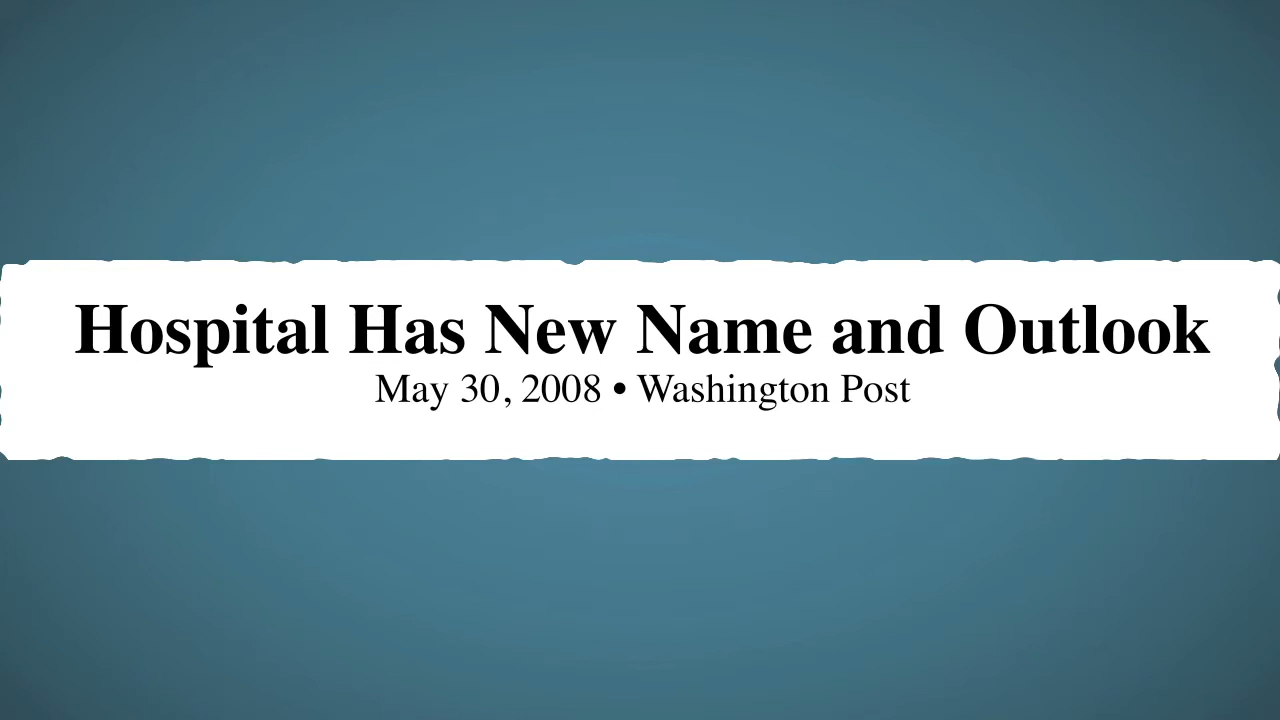 Hospital Has New Name and Outlook
May 30, 2008 • Washington Post